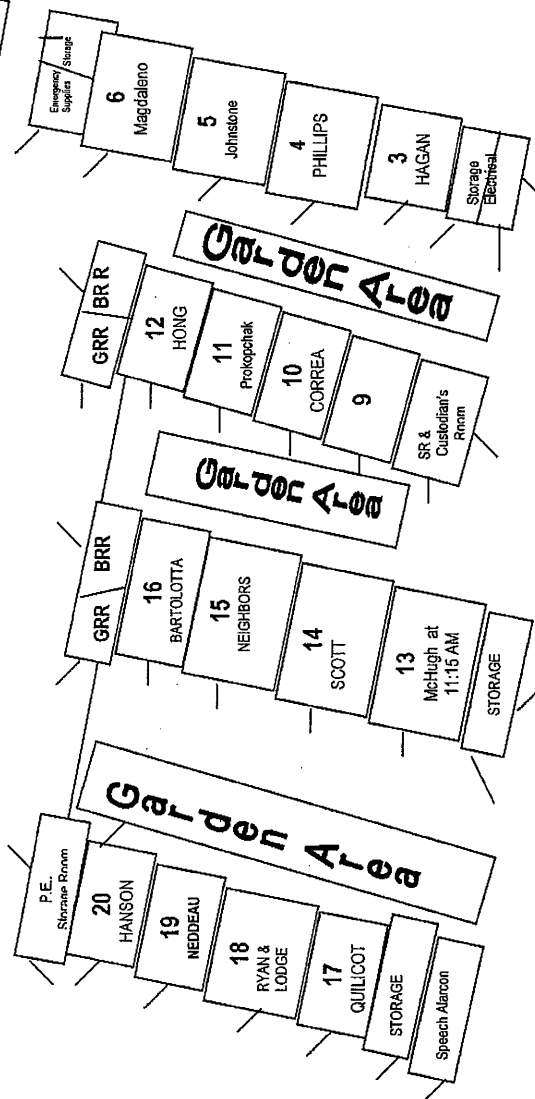 Storage
Emergency
Supplies
6
Magdaleno
5
Johnstone
4
PHILLIPS
3
HAGAN
Storage
Electrical
Garden Area
GRR
BR R
12
HONG
11
Prokopchak
10
CORREA
9
SR &
Custodian's
Room
Garden Area
GRR
BRR
16
BARTOLOTTA
15
NEIGHBORS
14
SCOTT
13
McHugh at
11:15 AM
STORAGE
Garden Area
P.E.
Storage Room
20
HANSON
19
NEDDEAU
18
RYAN &
LODGE
17
QUILICOT
STORAGE
Speech Alarcon